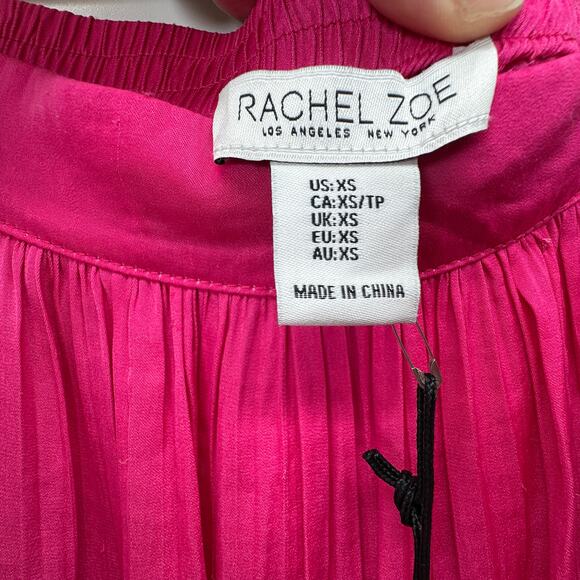 RACHEL ZOE
LOS ANGELES NEW YORK
US:XS
CA:XS/TP
UK:XS
EU:XS
AU:XS
MADE IN CHINA